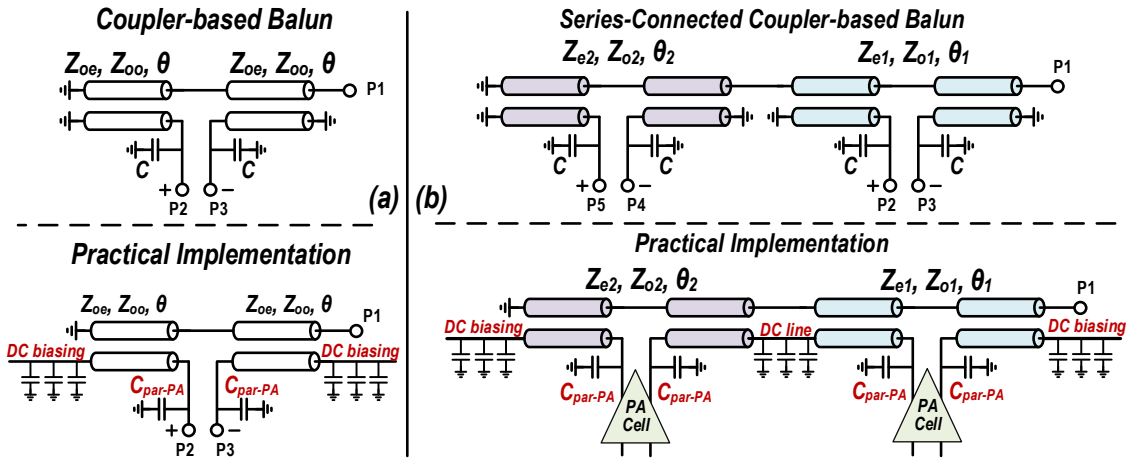 Coupler-based Balun
Zoe, Zoo, θ Zoe, Zoo, θ
P1
C C
+ −
P2 P3
(a)
Practical Implementation
Zoe, Zoo, θ Zoe, Zoo, θ
P1
DC biasing DC biasing
Cpar-PA Cpar-PA
+ −
P2 P3
Series-Connected Coupler-based Balun
Ze2, Zo2, θ2 Ze1, Zo1, θ1
P1
C C C C
+ − + −
P5 P4 P2 P3
(b)
Practical Implementation
Ze2, Zo2, θ2 Ze1, Zo1, θ1
P1
DC biasing DC line DC biasing
Cpar-PA Cpar-PA Cpar-PA Cpar-PA
PA PA
Cell Cell